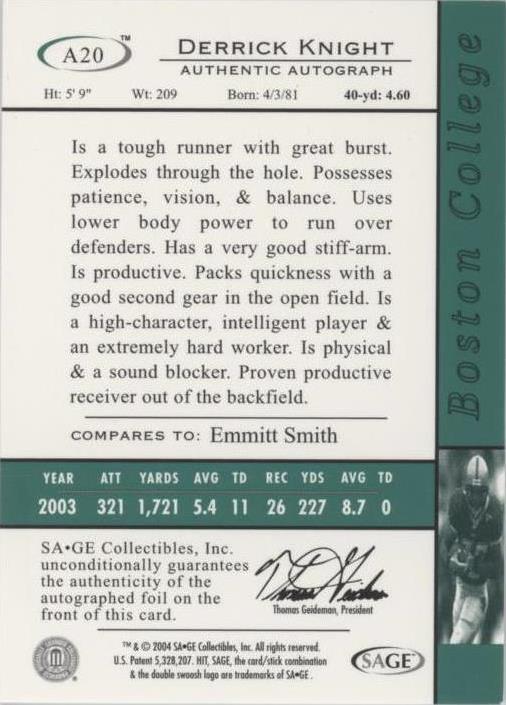 A20
TM
DERRICK KNIGHT
AUTHENTIC AUTOGRAPH
Ht: 5' 9" Wt: 209 Born: 4/3/81 40-yd: 4.60
Is a tough runner with great burst.
Explodes through the hole. Possesses
patience, vision, & balance. Uses
lower body power to run over
defenders. Has a very good stiff-arm.
Is productive. Packs quickness with a
good second gear in the open field. Is
a high-character, intelligent player &
an extremely hard worker. Is physical
& a sound blocker. Proven productive
receiver out of the backfield.
COMPARES TO: Emmitt Smith
YEAR ATT YARDS AVG TD REC YDS AVG TD
2003 321 1,721 5.4 11 26 227 8.7 0
SA•GE Collectibles, Inc.
unconditionally guarantees
the authenticity of the
autographed foil on the
front of this card.
Thomas Geideman, President
TM & © 2004 SA•GE Collectibles, Inc. All rights reserved.
U.S. Patent 5,328,207. HIT, SAGE, the card/stick combination
& the double swoosh logo are trademarks of SA•GE.
SAGE
Boston College